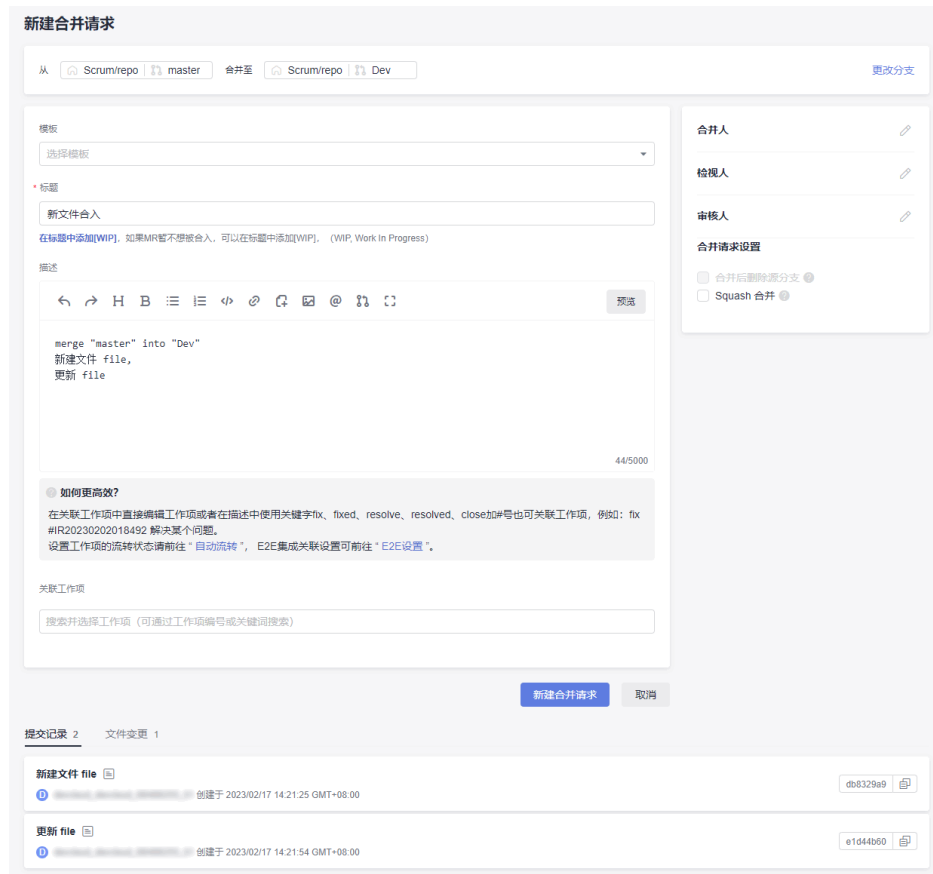 新建合并请求
从 Scrum/repo master 合并至 Scrum/repo Dev 更改分支
模板
选择模板
* 标题
新文件合入
在标题中添加[WIP]，如果MR暂不想被合入，可以在标题中添加[WIP]，（WIP, Work In Progress）
描述
H B @ 预览
merge "master" into "Dev"
新建文件 file,
更新 file
44/5000
如何更高效?
在关联工作项中直接编辑工作项或者在描述中使用关键字fix、fixed、resolve、resolved、close加#号也可关联工作项，例如：fix
#IR20230202018492 解决某个问题。
设置工作项的流转状态请前往 “ 自动流转 ”， E2E集成关联设置可前往 “ E2E设置 ”。
关联工作项
搜索并选择工作项（可通过工作项编号或关键词搜索）
合并人
检视人
审核人
合并请求设置
合并后删除源分支
Squash 合并
新建合并请求 取消
提交记录 2 文件变更 1
新建文件 file
D 创建于 2023/02/17 14:21:25 GMT+08:00 db8329a9
更新 file
D 创建于 2023/02/17 14:21:54 GMT+08:00 e1d44b60